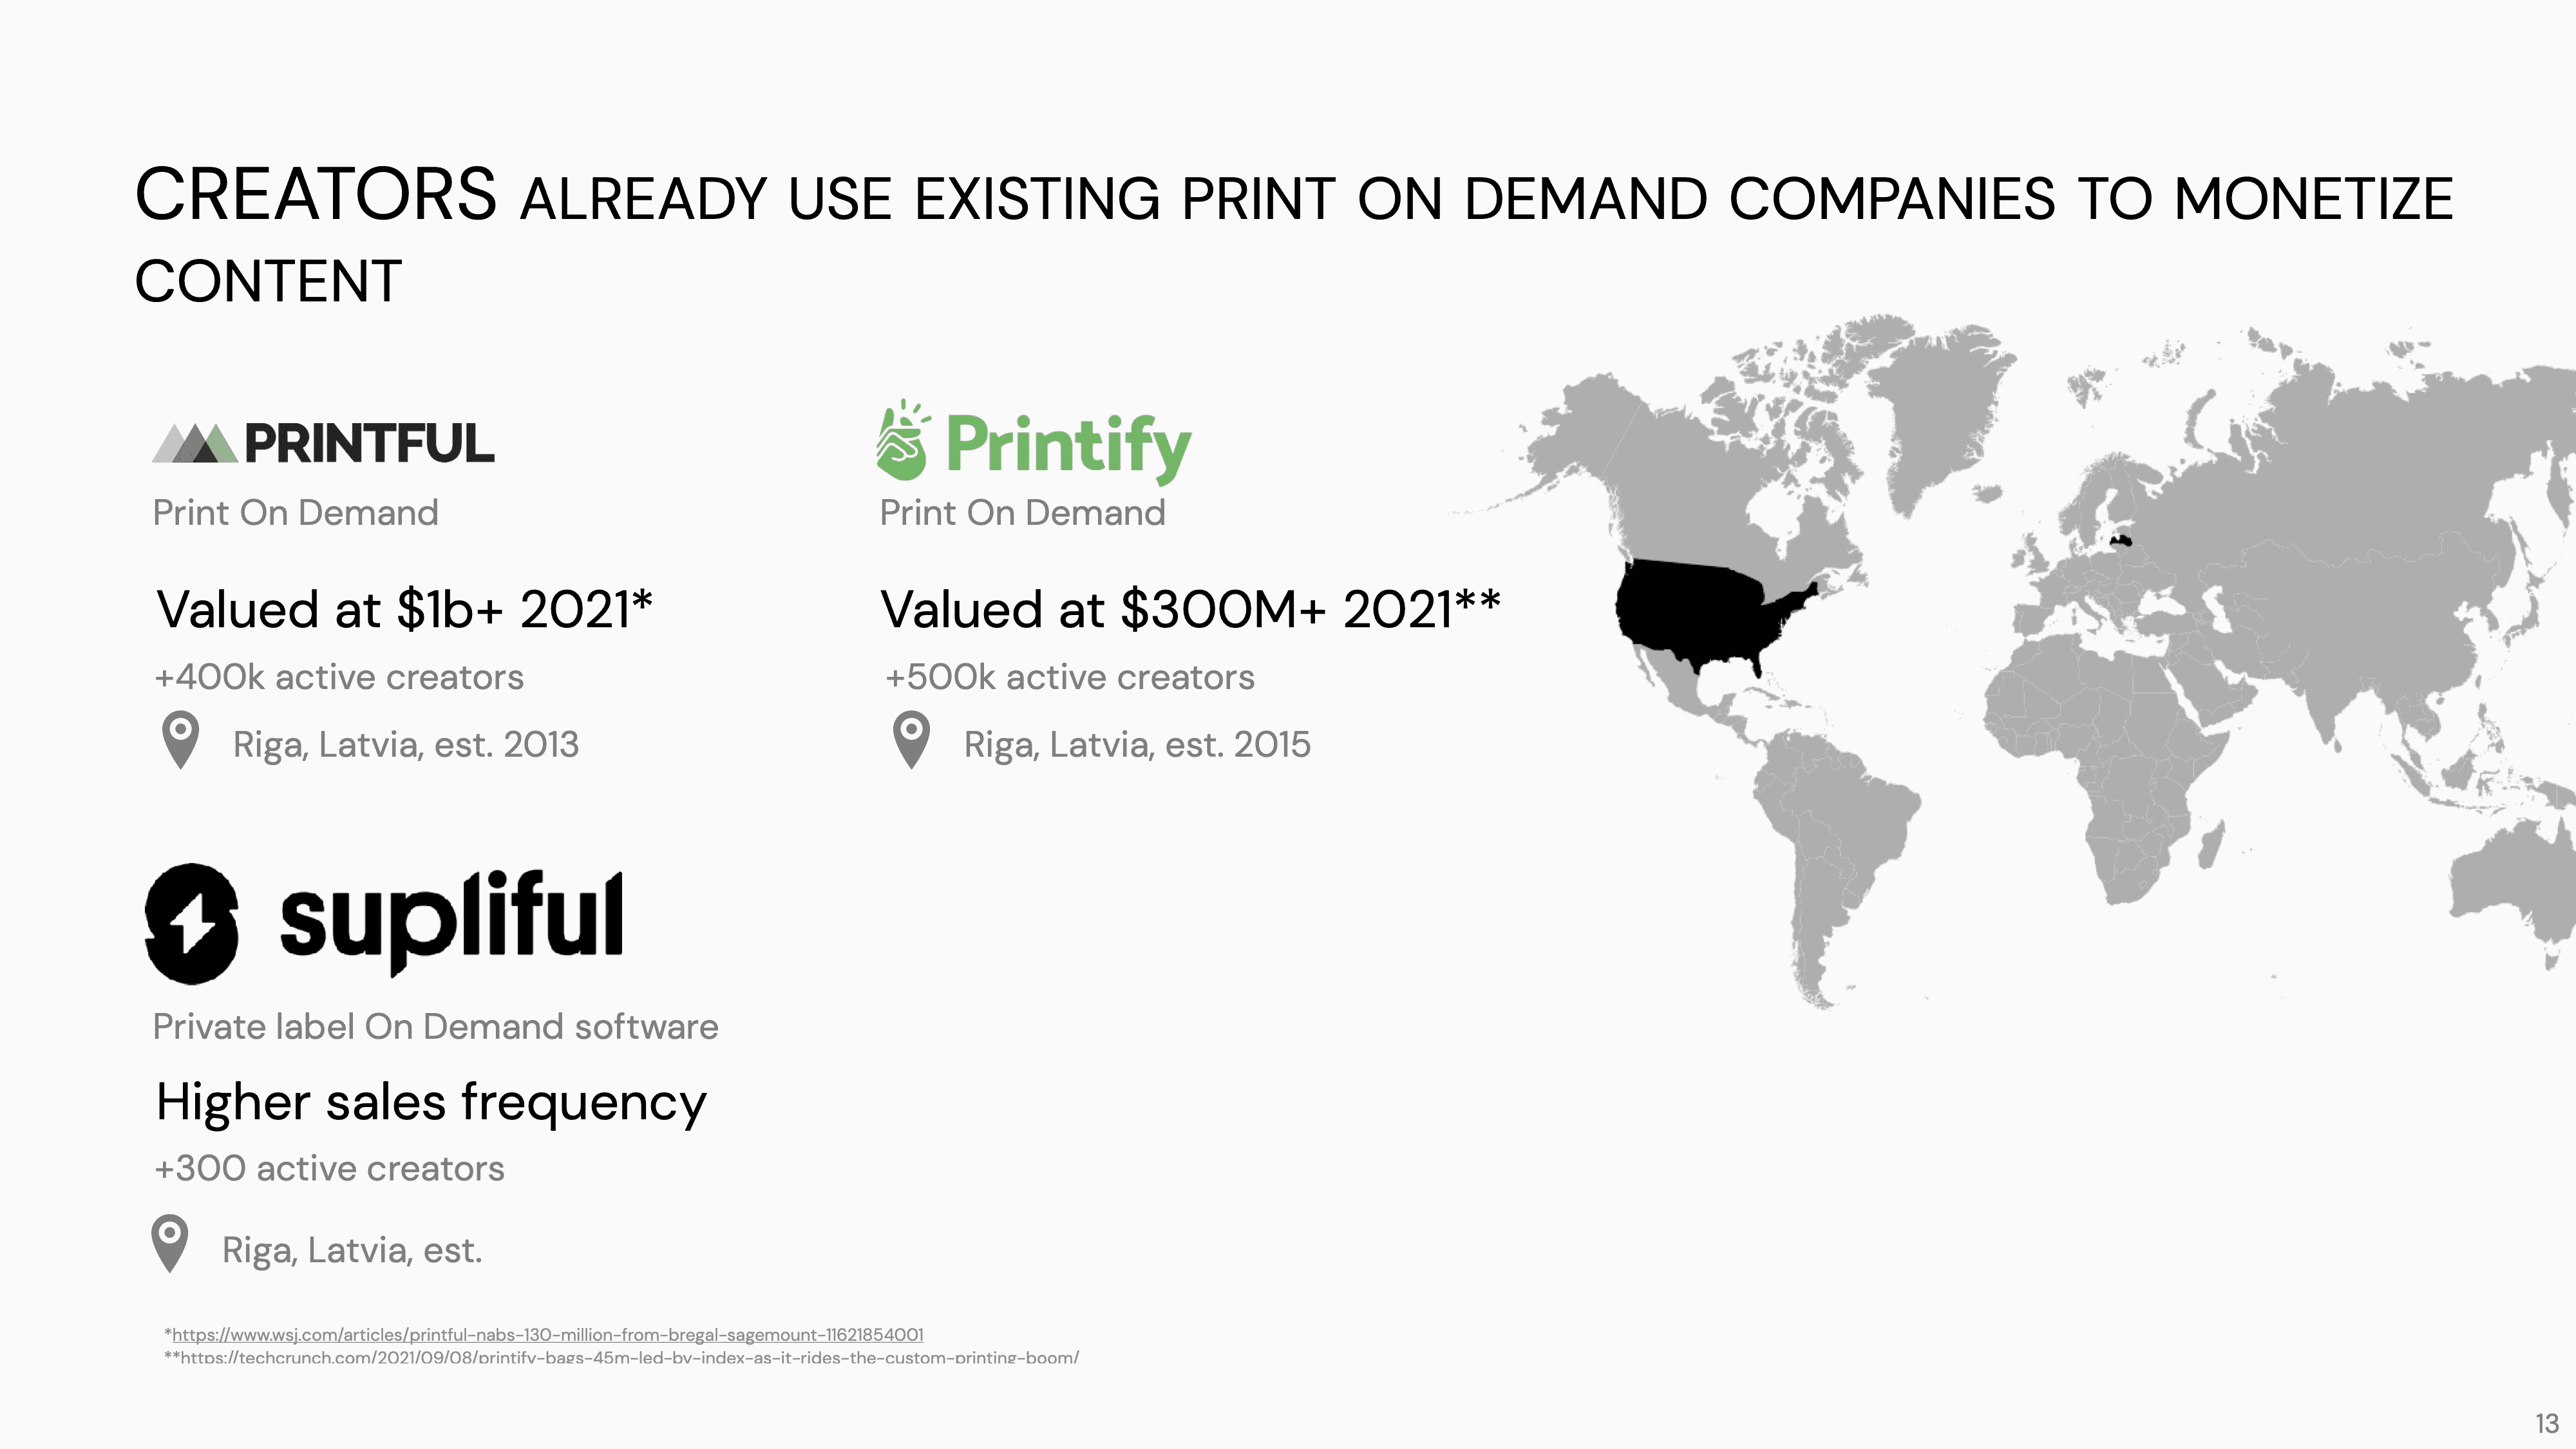 CREATORS ALREADY USE EXISTING PRINT ON DEMAND COMPANIES TO MONETIZE
CONTENT
PRINTFUL
Print On Demand
Valued at $1b+ 2021*
+400k active creators
Riga, Latvia, est. 2013
Printify
Print On Demand
Valued at $300M+ 2021**
+500k active creators
Riga, Latvia, est. 2015
supliful
Private label On Demand software
Higher sales frequency
+300 active creators
Riga, Latvia, est.
*https://www.wsj.com/articles/printful-nabs-130-million-from-bregal-sagemount-11621854001
**https://techcrunch.com/2021/09/08/printify-bags-45m-led-by-index-as-it-rides-the-custom-printing-boom/
13